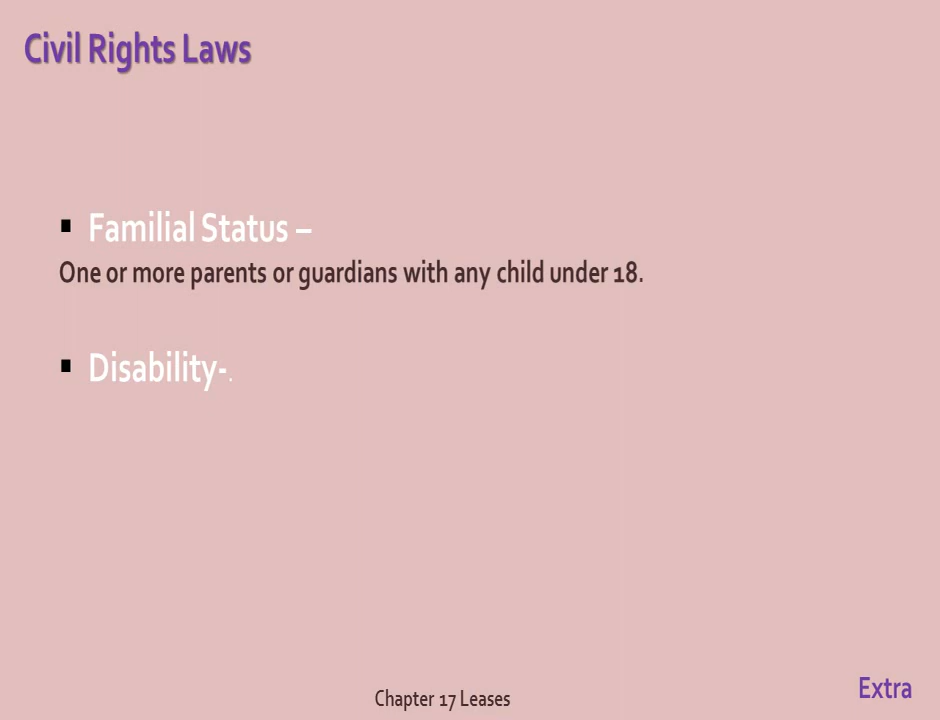 Civil Rights Laws
▪ Familial Status –
One or more parents or guardians with any child under 18.
▪ Disability-.
Chapter 17 Leases
Extra